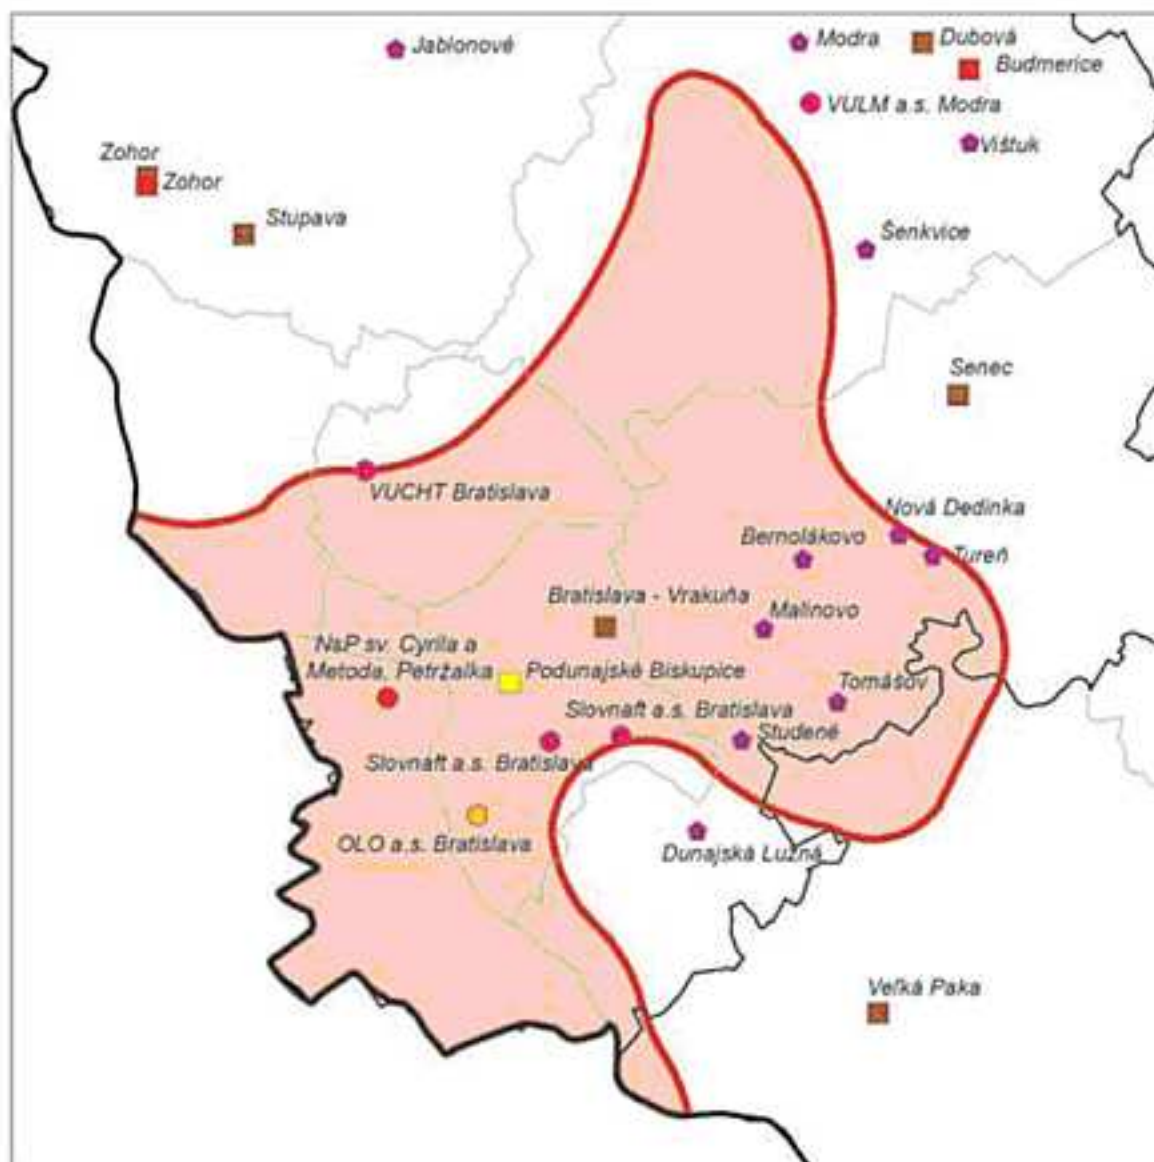 Jablonové
Modra
Dubová
Budmerice
VULM a.s. Modra
Vištuk
Zohor
Zohor
Stupava
Šenkvice
Senec
VUCHT Bratislava
Nová Dedinka
Bernolákovo
Tureň
Bratislava - Vrakuňa
Malinovo
NsP sv. Cyrila a
Metoda, Petržalka
Podunajské Biskupice
Tomášov
Slovnaft a.s. Bratislava
Studené
Slovnaft a.s. Bratislava
OLO a.s. Bratislava
Dunajská Lužná
Veľká Paka